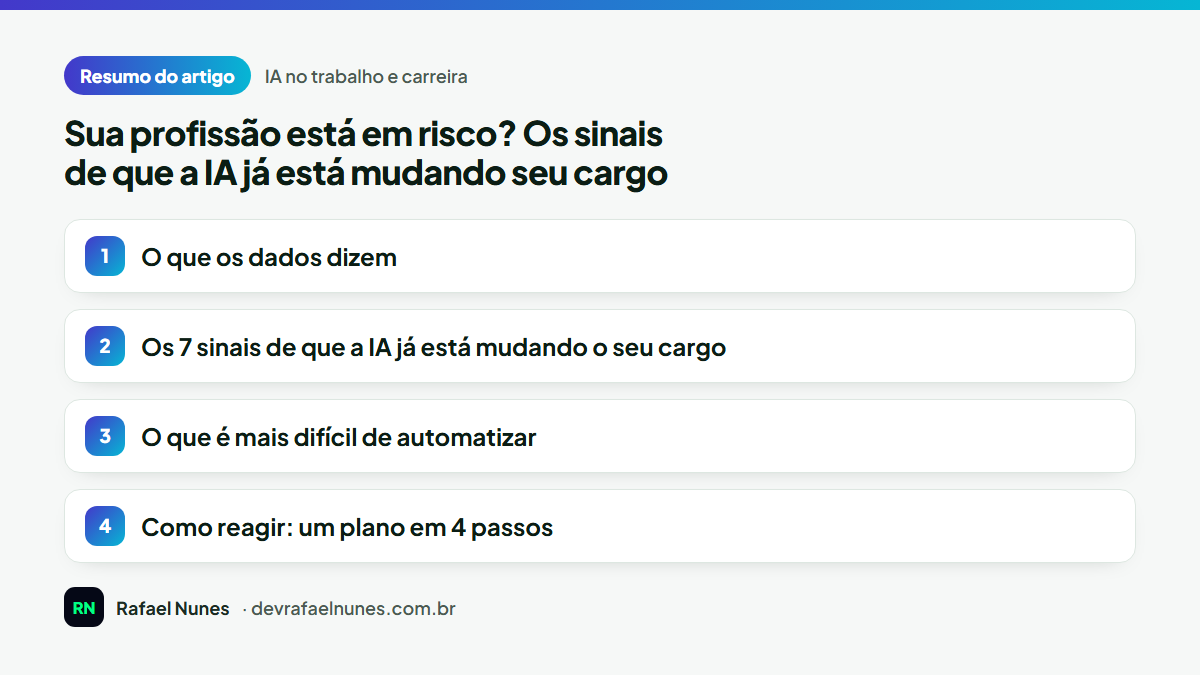 Resumo do artigo
IA no trabalho e carreira
Sua profissão está em risco? Os sinais
de que a IA já está mudando seu cargo
1 O que os dados dizem
2 Os 7 sinais de que a IA já está mudando o seu cargo
3 O que é mais difícil de automatizar
4 Como reagir: um plano em 4 passos
RN Rafael Nunes · devrafaelnunes.com.br